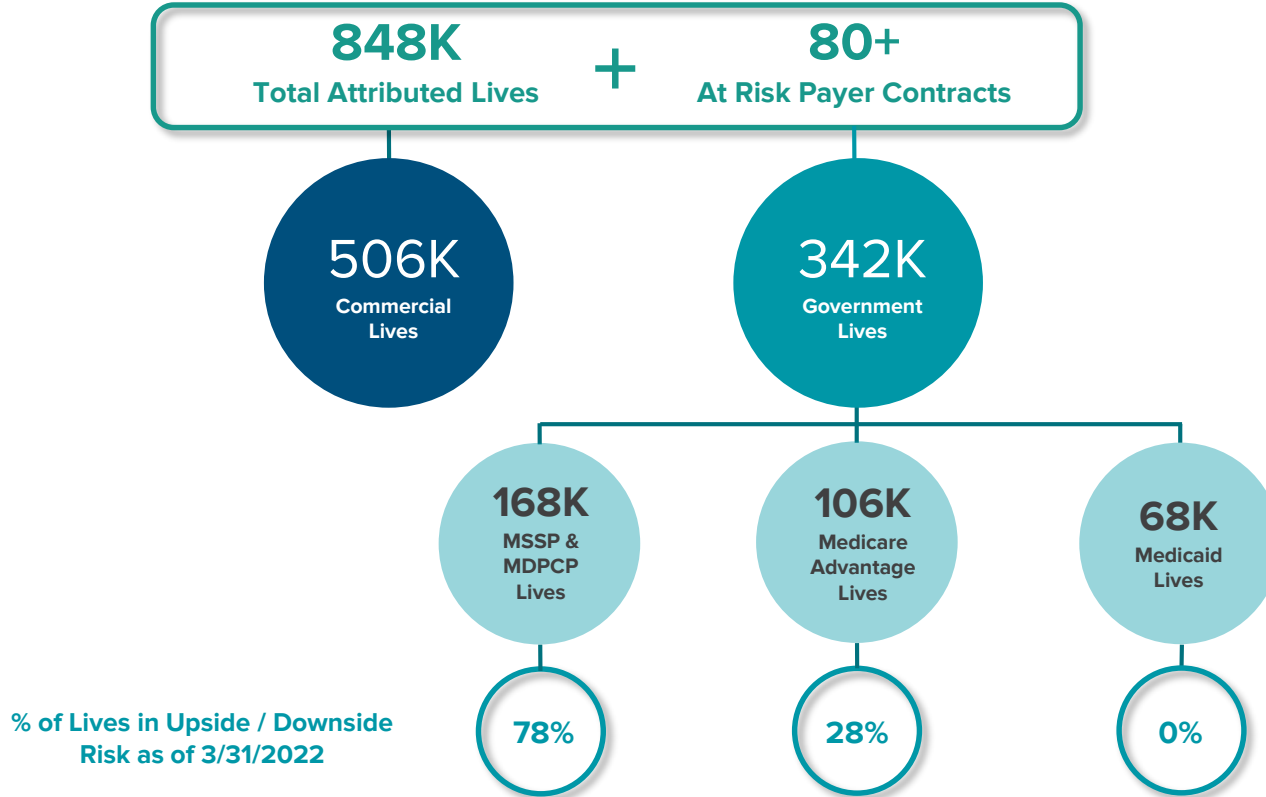 848K
Total Attributed Lives
+
80+
At Risk Payer Contracts
506K
Commercial
Lives
342K
Government
Lives
168K
MSSP &
MDPCP
Lives
106K
Medicare
Advantage
Lives
68K
Medicaid
Lives
% of Lives in Upside / Downside
Risk as of 3/31/2022
78%
28%
0%